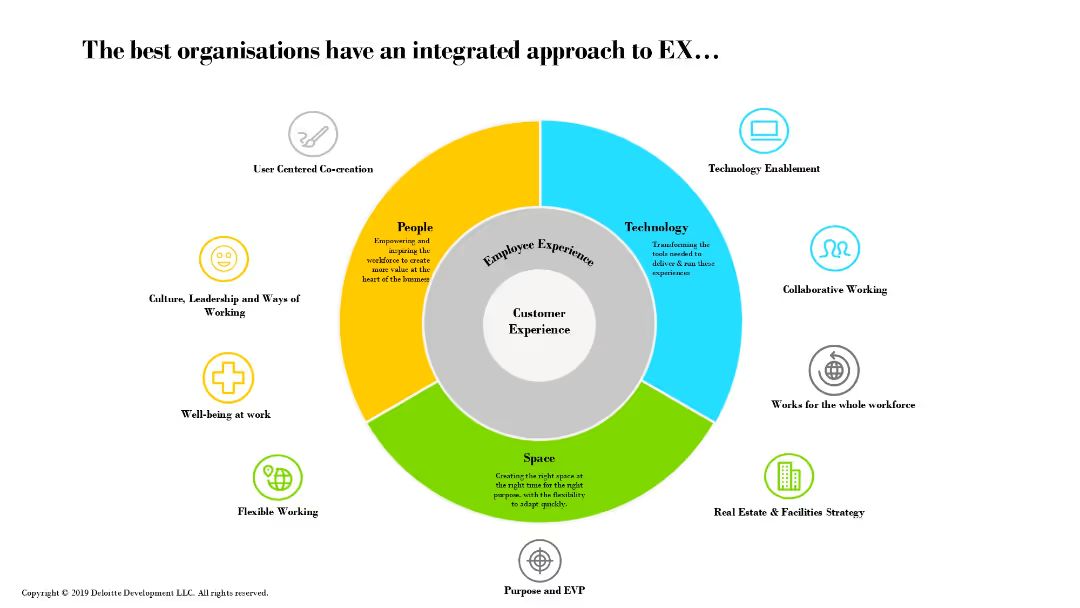 The best organisations have an integrated approach to EX…
User Centered Co-creation
Technology Enablement
People
Empowering and
inspiring the
workforce to create
more value at the
heart of the business
Technology
Transforming the
tools needed to
deliver & run these
experiences
Employee Experience
Customer
Experience
Culture, Leadership and Ways of
Working
Collaborative Working
Well-being at work
Works for the whole workforce
Space
Creating the right space at
the right time for the right
purpose, with the flexibility
to adapt quickly.
Flexible Working
Real Estate & Facilities Strategy
Purpose and EVP
Copyright © 2019 Deloitte Development LLC. All rights reserved.